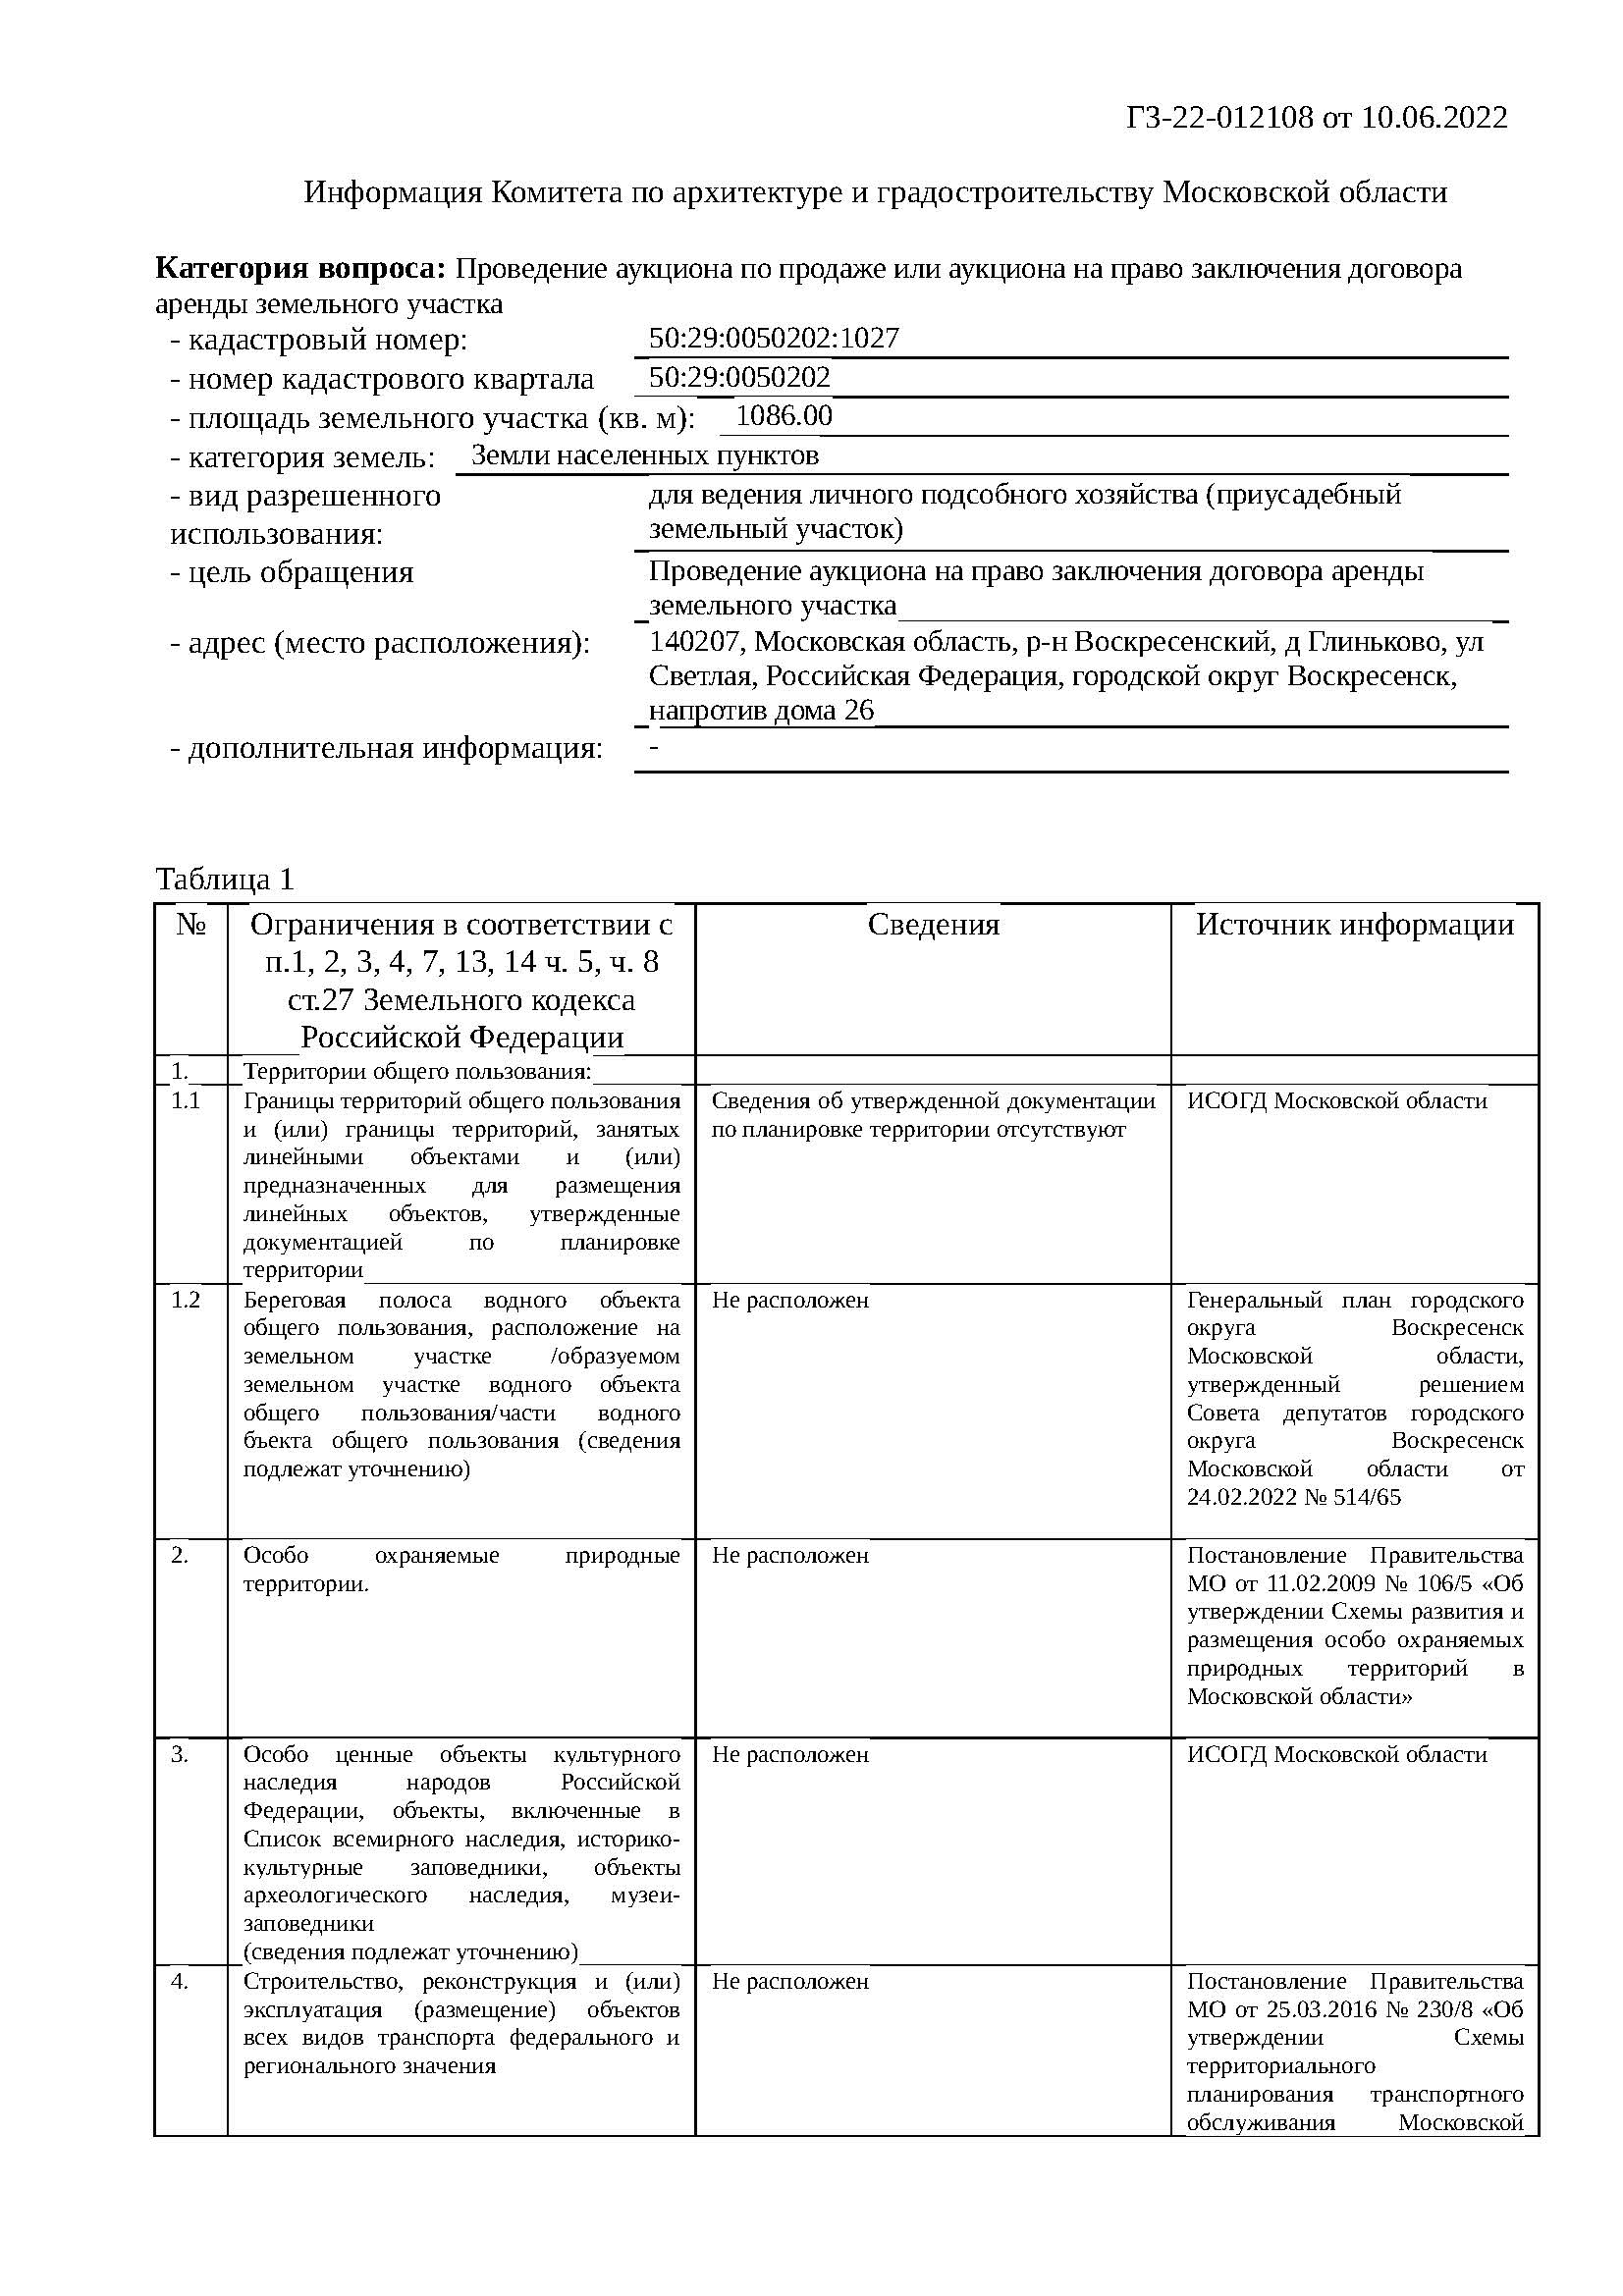 ГЗ-22-012108 от 10.06.2022
Информация Комитета по архитектуре и градостроительству Московской области
Категория вопроса: Проведение аукциона по продаже или аукциона на право заключения договора
аренды земельного участка
- кадастровый номер: 50:29:0050202:1027
- номер кадастрового квартала 50:29:0050202
- площадь земельного участка (кв. м): 1086.00
- категория земель: Земли населенных пунктов
- вид разрешенного
использования:
для ведения личного подсобного хозяйства (приусадебный
земельный участок)
- цель обращения
Проведение аукциона на право заключения договора аренды
земельного участка
- адрес (место расположения):
140207, Московская область, р-н Воскресенский, д Глиньково, ул
Светлая, Российская Федерация, городской округ Воскресенск,
напротив дома 26
- дополнительная информация: -
Таблица 1
№
Ограничения в соответствии с
п.1, 2, 3, 4, 7, 13, 14 ч. 5, ч. 8
ст.27 Земельного кодекса
Российской Федерации
Сведения
Источник информации
1.
Территории общего пользования:
1.1
Границы территорий общего пользования
и (или) границы территорий, занятых
линейными объектами и (или)
предназначенных для размещения
линейных объектов, утвержденные
документацией по планировке
территории
Сведения об утвержденной документации
по планировке территории отсутствуют
ИСОГД Московской области
1.2
Береговая полоса водного объекта
общего пользования, расположение на
земельном участке /образуемом
земельном участке водного объекта
общего пользования/части водного
бъекта общего пользования (сведения
подлежат уточнению)
Не расположен
Генеральный план городского
округа Воскресенск
Московской области,
утвержденный решением
Совета депутатов городского
округа Воскресенск
Московской области от
24.02.2022 № 514/65
2.
Особо охраняемые природные
территории.
Не расположен
Постановление Правительства
МО от 11.02.2009 № 106/5 «Об
утверждении Схемы развития и
размещения особо охраняемых
природных территорий в
Московской области»
3.
Особо ценные объекты культурного
наследия народов Российской
Федерации, объекты, включенные в
Список всемирного наследия, историко-
культурные заповедники, объекты
археологического наследия, музеи-
заповедники
(сведения подлежат уточнению)
Не расположен
ИСОГД Московской области
4.
Строительство, реконструкция и (или)
эксплуатация (размещение) объектов
всех видов транспорта федерального и
регионального значения
Не расположен
Постановление Правительства
МО от 25.03.2016 № 230/8 «Об
утверждении Схемы
территориального
планирования транспортного
обслуживания Московской